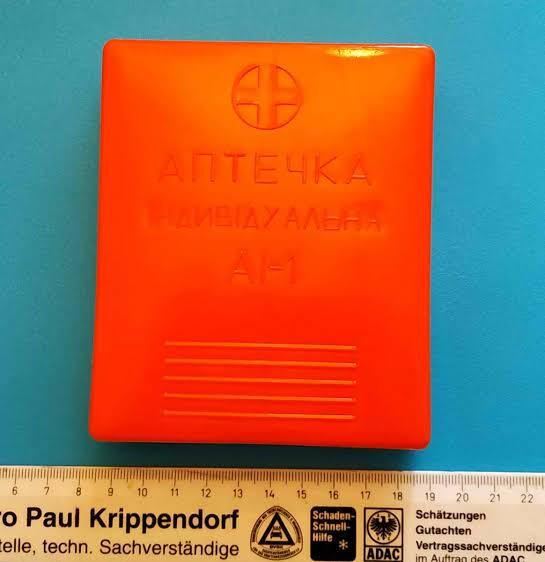 АПТЕЧКА
ІНДИВІДУАЛЬНА
АІ-1
6 7 8 9 10 11 12 13 14 15 16 17 18 19 20 21 22
ro Paul Krippendorf
telle, techn. Sachverständige
Schaden-
Schnell-
Hilfe
ADAC
Schätzungen
Gutachten
Vertragssachverständige
im Auftrag des ADAC